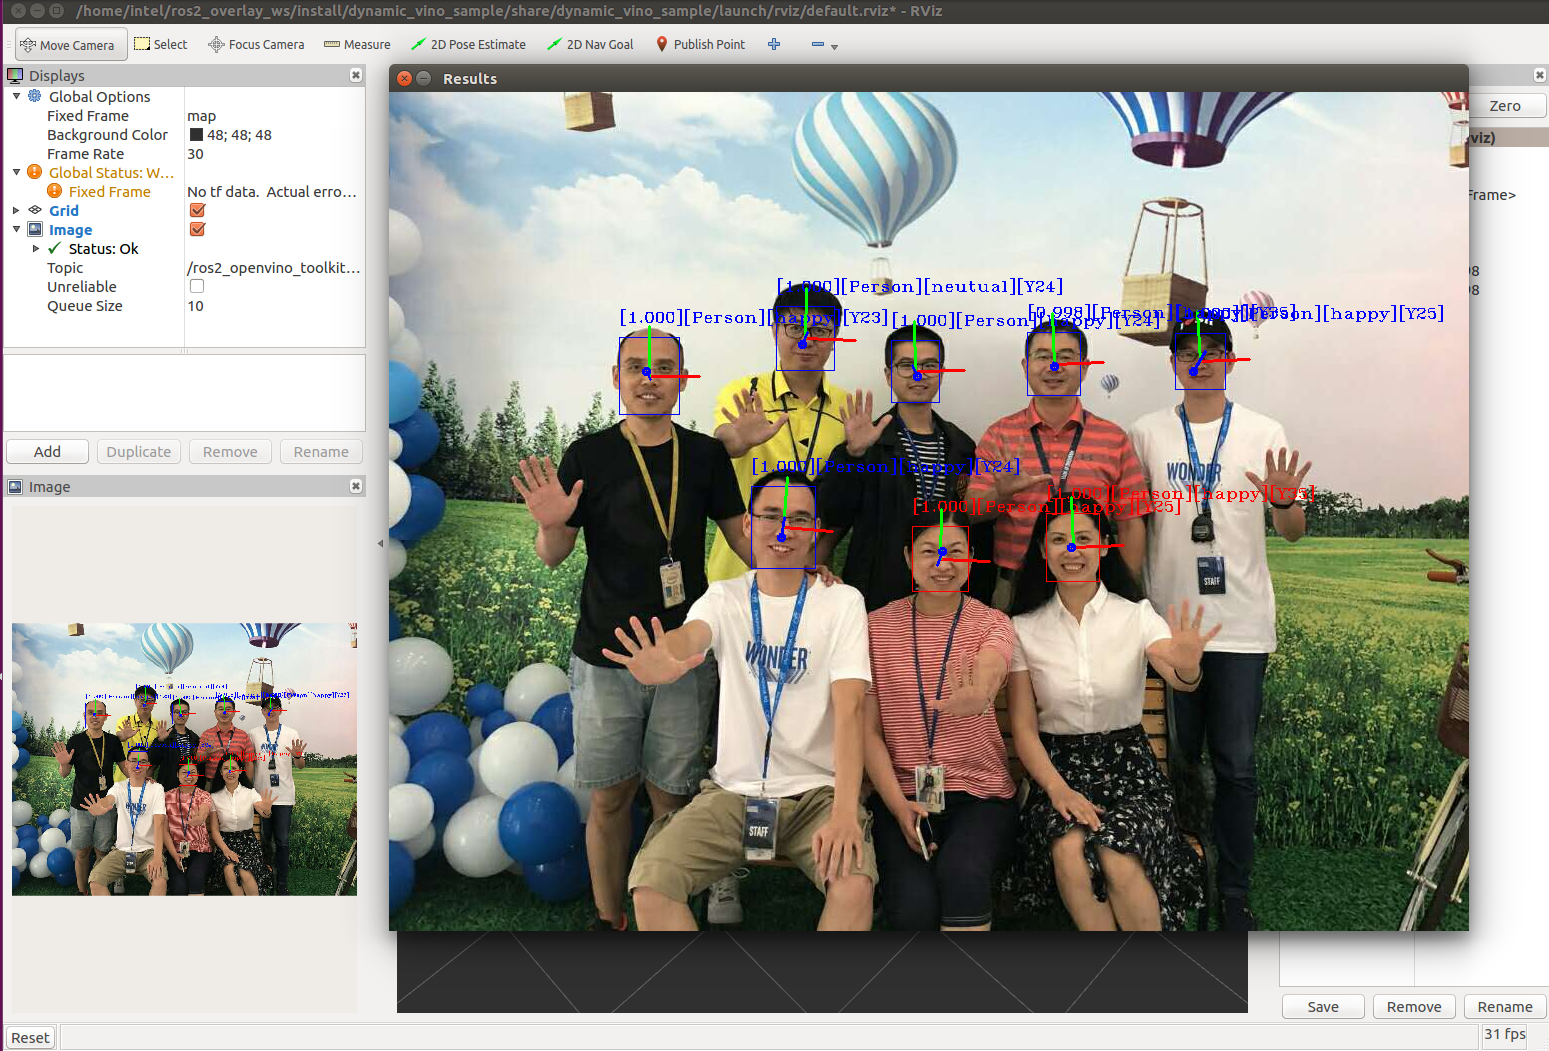 /home/intel/ros2_overlay_ws/install/dynamic_vino_sample/share/dynamic_vino_sample/launch/rviz/default.rviz* - RViz
Move Camera
Select
Focus Camera
Measure
2D Pose Estimate
2D Nav Goal
Publish Point
Displays
Global Options
Fixed Frame map
Background Color 48; 48; 48
Frame Rate 30
Global Status: W...
Fixed Frame No tf data. Actual erro...
Grid
Image
Status: Ok
Topic /ros2_openvino_toolkit...
Unreliable
Queue Size 10
Add
Duplicate
Remove
Rename
Image
Results
Zero
viz)
Frame>
[1.000][Person][neutual][Y24]
[1.000][Person][happy][Y23]
[1.000][Person][happy][Y24]
[0.998][Person]
[Person][happy][Y25]
[1.000][Person][happy][Y24]
[1.000][Person][happy][Y35]
[1.000][Person][happy][Y25]
WONDER
STAFF
WONDER
STAFF
Save
Remove
Rename
Reset
31 fps